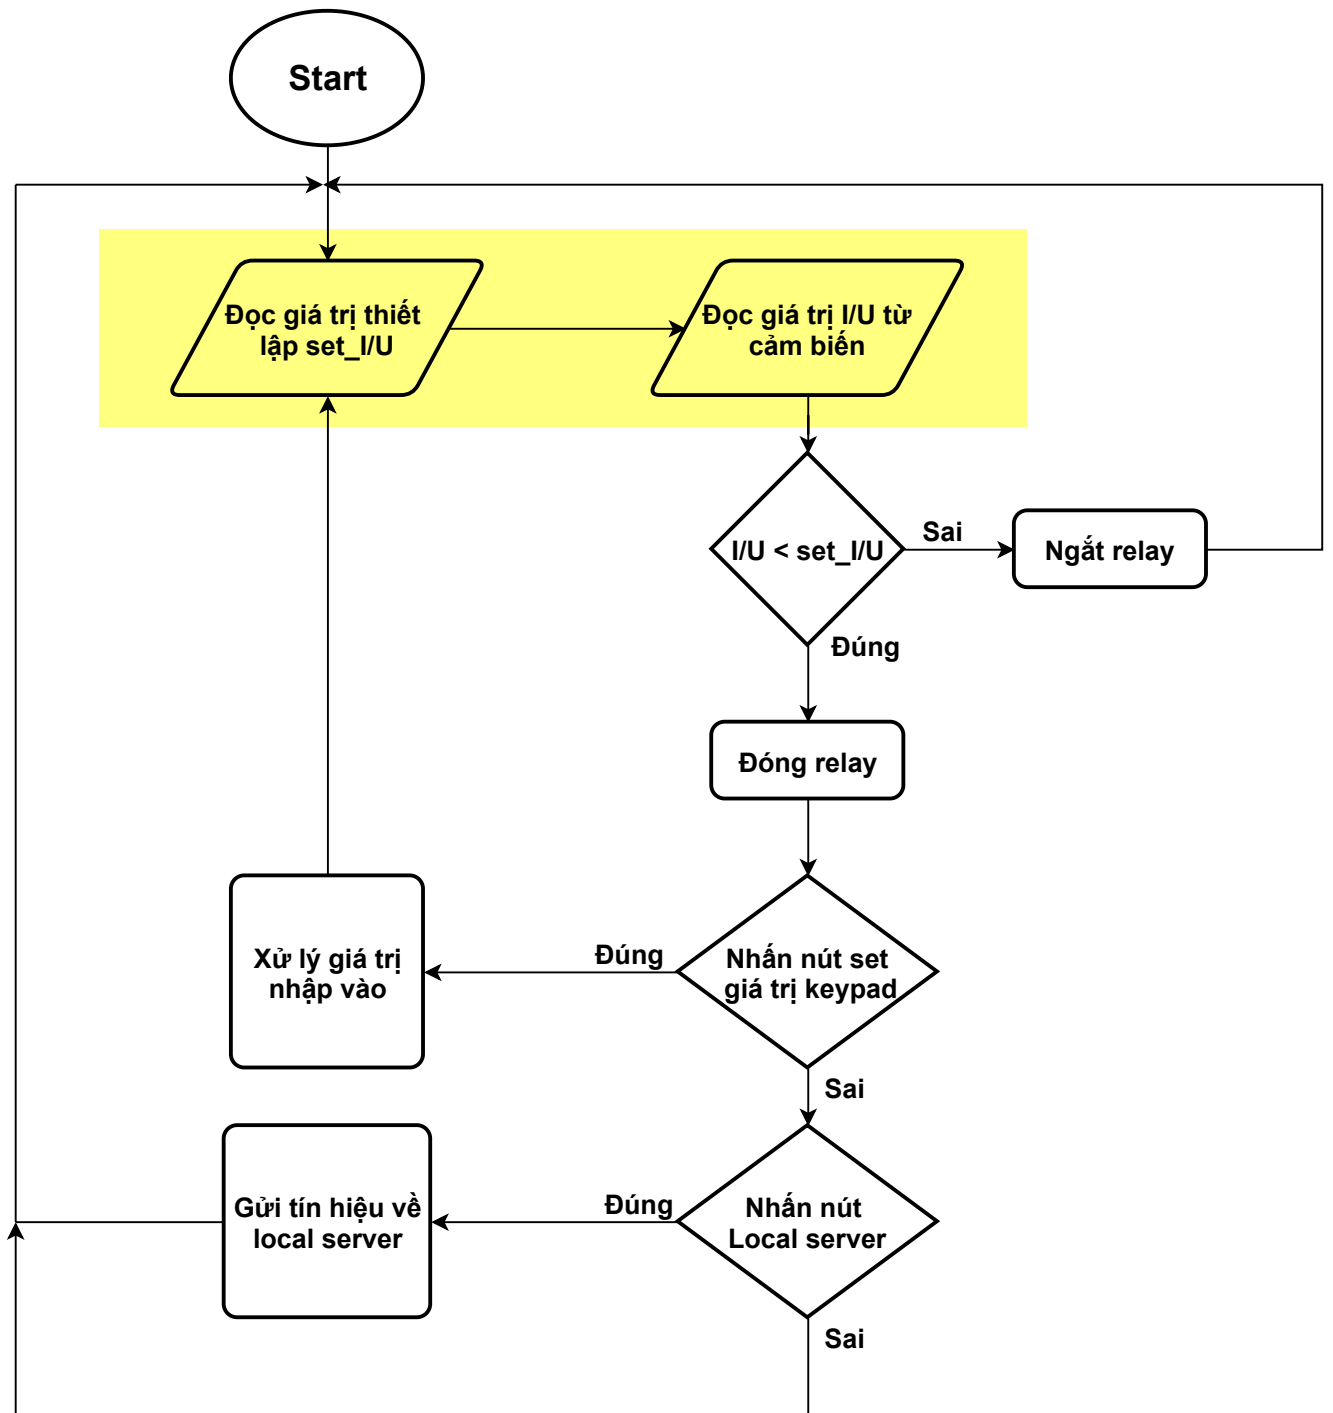 Start
Đọc giá trị thiết
lập set_I/U
Đọc giá trị I/U từ
cảm biến
I/U < set_I/U
Sai
Ngắt relay
Đúng
Đóng relay
Xử lý giá trị
nhập vào
Đúng
Nhấn nút set
giá trị keypad
Sai
Gửi tín hiệu về
local server
Đúng
Nhấn nút
Local server
Sai